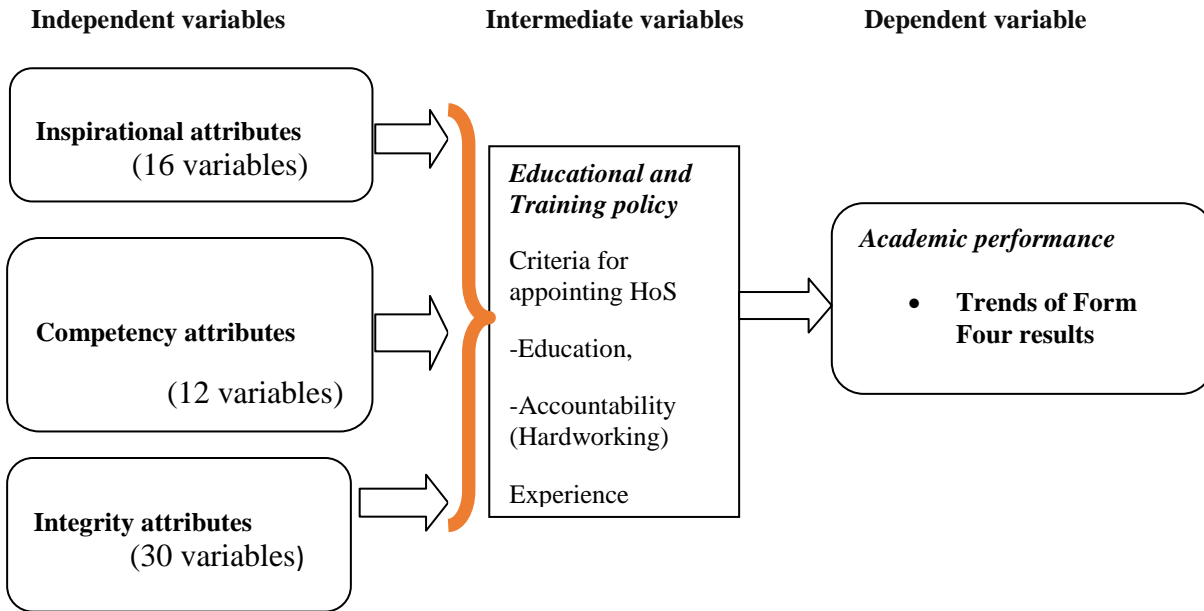 Independent variables
Intermediate variables
Dependent variable
Inspirational attributes
(16 variables)
Competency attributes
(12 variables)
Integrity attributes
(30 variables)
Educational and
Training policy
Criteria for
appointing HoS
-Education,
-Accountability
(Hardworking)
Experience
Academic performance
• Trends of Form
Four results